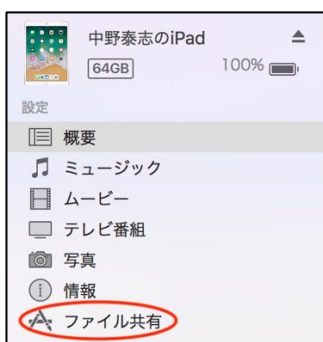 中野泰志のiPad
64GB 100%
設定
概要
ミュージック
ムービー
テレビ番組
写真
情報
ファイル共有